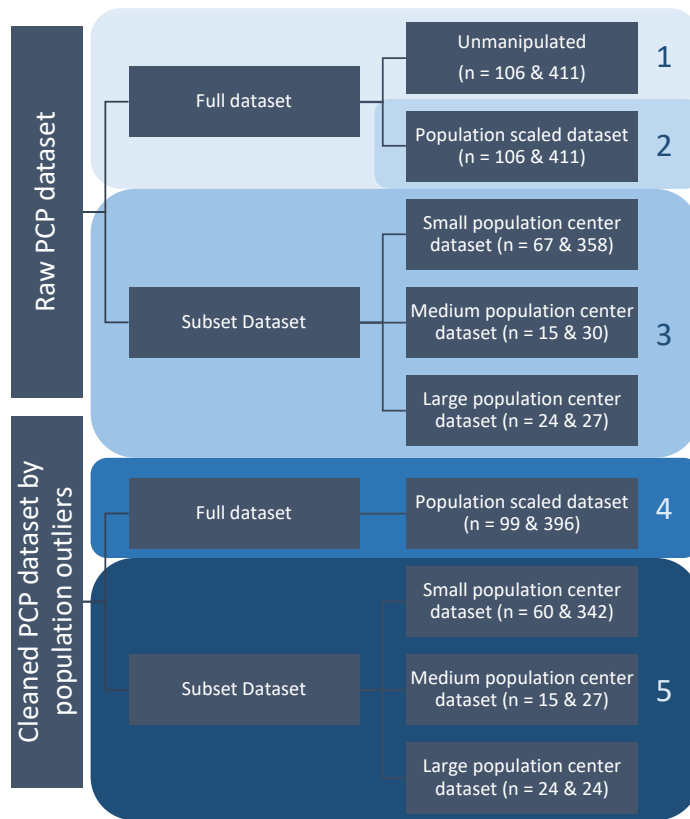 Raw PCP dataset
Full dataset
Unmanipulated
(n = 106 & 411)
1
Population scaled dataset
(n = 106 & 411)
2
Subset Dataset
Small population center
dataset (n = 67 & 358)
Medium population center
dataset (n = 15 & 30)
Large population center
dataset (n = 24 & 27)
3
Cleaned PCP dataset by
population outliers
Full dataset
Population scaled dataset
(n = 99 & 396)
4
Subset Dataset
Small population center
dataset (n = 60 & 342)
Medium population center
dataset (n = 15 & 27)
Large population center
dataset (n = 24 & 24)
5